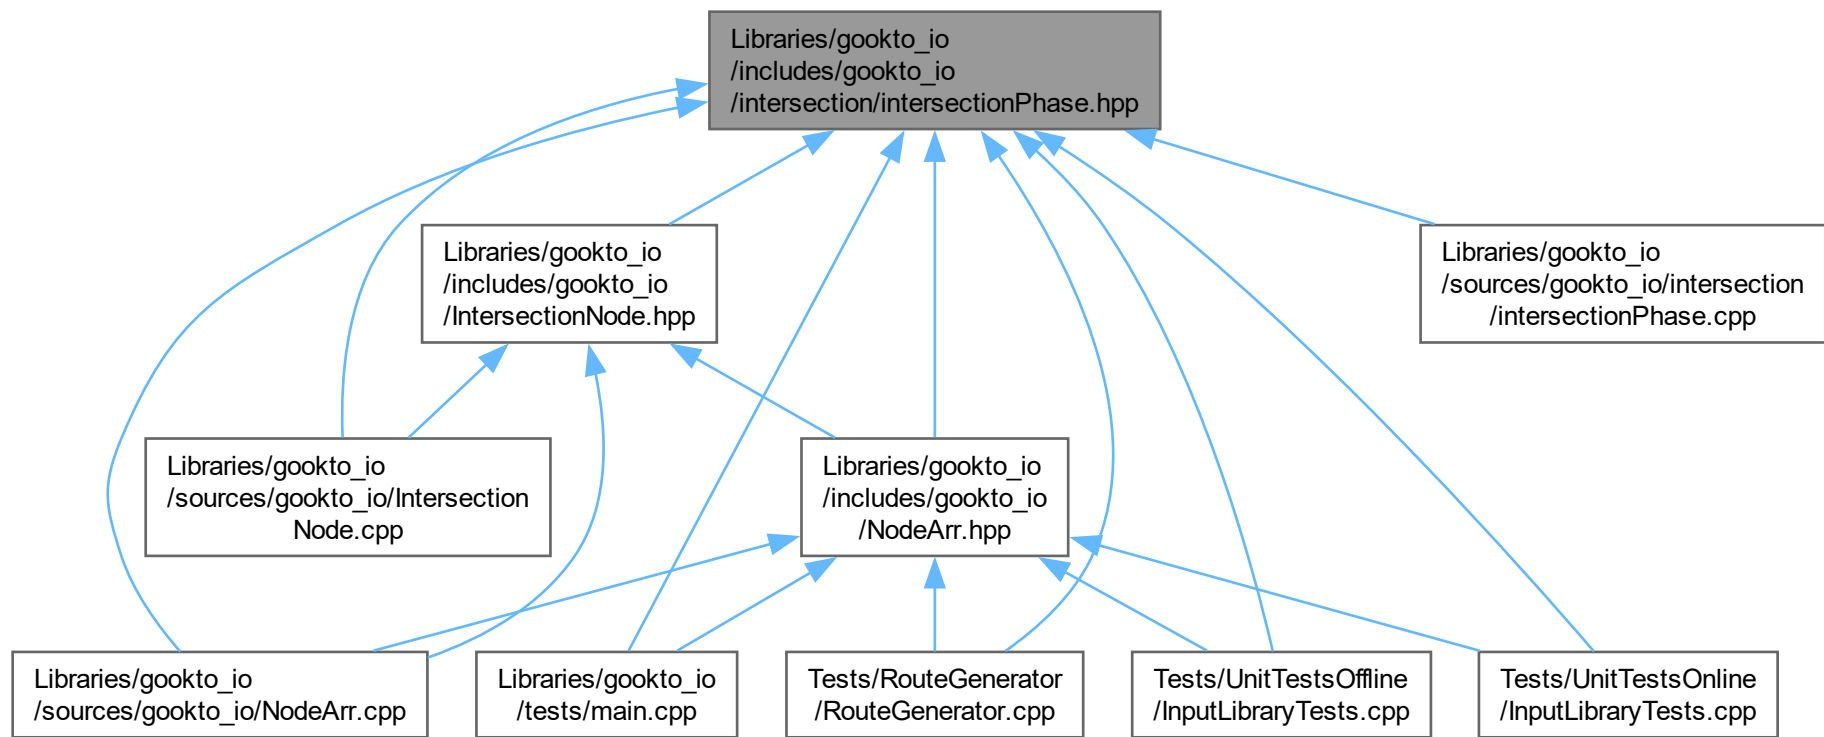 Libraries/gookto_io
/includes/gookto_io
/intersection/intersectionPhase.hpp
Libraries/gookto_io
/includes/gookto_io
/IntersectionNode.hpp
Libraries/gookto_io
/sources/gookto_io/intersection
/intersectionPhase.cpp
Libraries/gookto_io
/sources/gookto_io/Intersection
Node.cpp
Libraries/gookto_io
/includes/gookto_io
/NodeArr.hpp
Libraries/gookto_io
/sources/gookto_io/NodeArr.cpp
Libraries/gookto_io
/tests/main.cpp
Tests/RouteGenerator
/RouteGenerator.cpp
Tests/UnitTestsOffline
/InputLibraryTests.cpp
Tests/UnitTestsOnline
/InputLibraryTests.cpp